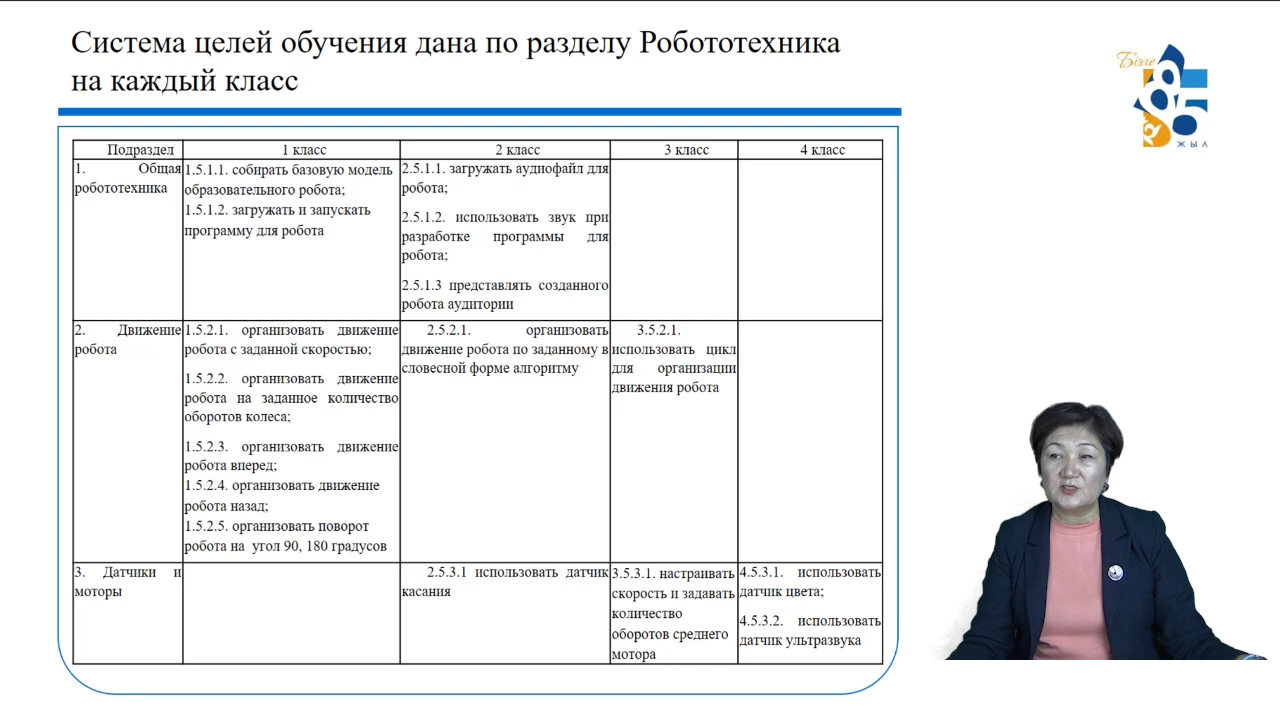 Система целей обучения дана по разделу Робототехника
на каждый класс
Бізге
85
ЖЫЛ
Подраздел
1 класс
2 класс
3 класс
4 класс
1. Общая
робототехника
1.5.1.1. собирать базовую модель
образовательного робота;
1.5.1.2. загружать и запускать
программу для робота
2.5.1.1. загружать аудиофайл для
робота;
2.5.1.2. использовать звук при
разработке программы для
робота;
2.5.1.3 представлять созданного
робота аудитории
2. Движение
робота
1.5.2.1. организовать движение
робота с заданной скоростью;
1.5.2.2. организовать движение
робота на заданное количество
оборотов колеса;
1.5.2.3. организовать движение
робота вперед;
1.5.2.4. организовать движение
робота назад;
1.5.2.5. организовать поворот
робота на угол 90, 180 градусов
2.5.2.1. организовать
движение робота по заданному в
словесной форме алгоритму
3.5.2.1.
использовать цикл
для организации
движения робота
3. Датчики и
моторы
2.5.3.1 использовать датчик
касания
3.5.3.1. настраивать
скорость и задавать
количество
оборотов среднего
мотора
4.5.3.1. использовать
датчик цвета;
4.5.3.2. использовать
датчик ультразвука